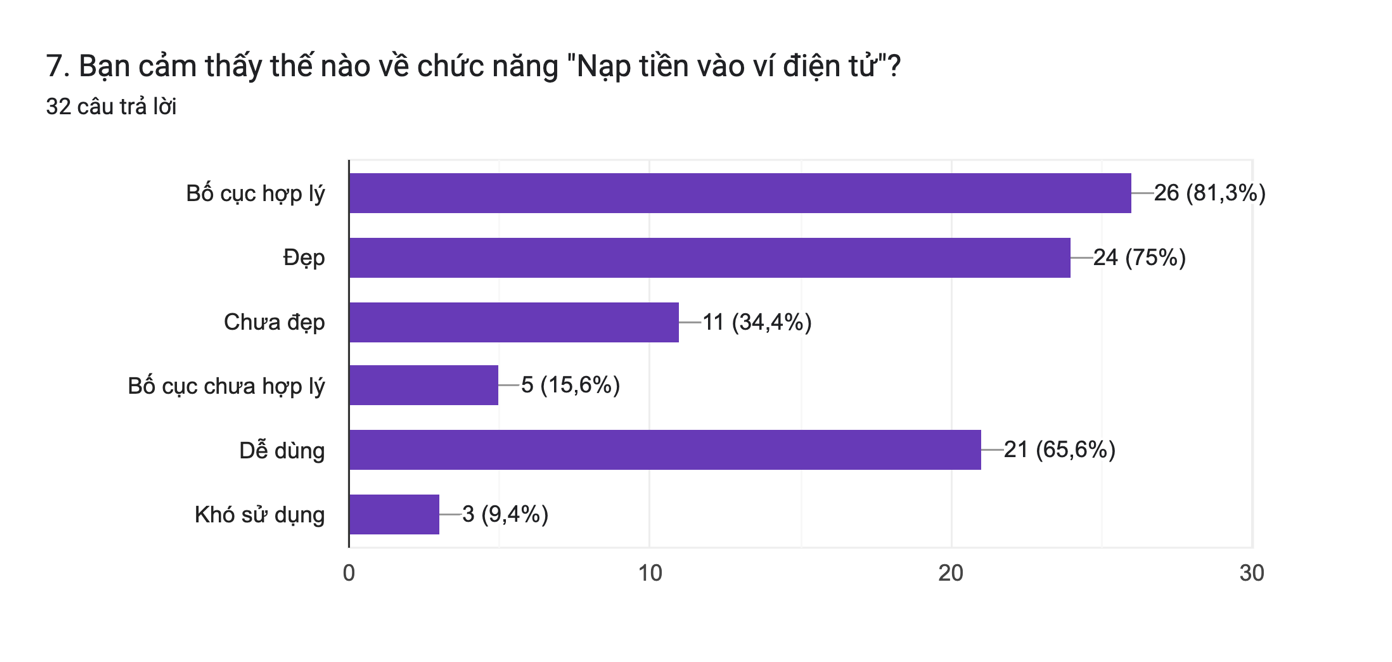 7. Bạn cảm thấy thế nào về chức năng "Nạp tiền vào ví điện tử"?
32 câu trả lời
Bố cục hợp lý 26 (81,3%)
Đẹp 24 (75%)
Chưa đẹp 11 (34,4%)
Bố cục chưa hợp lý 5 (15,6%)
Dễ dùng 21 (65,6%)
Khó sử dụng 3 (9,4%)
0 10 20 30